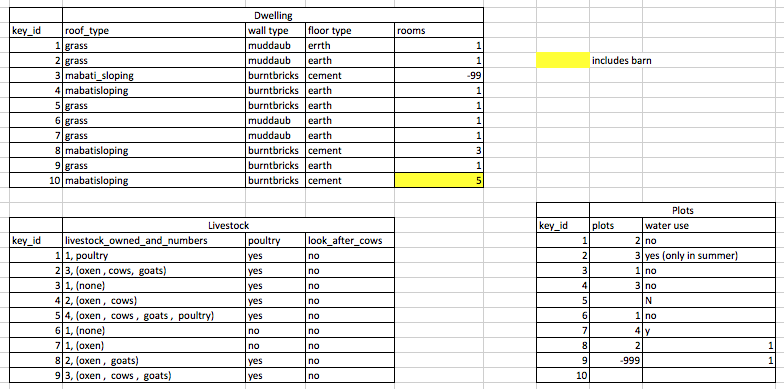 Dwelling
key_id roof_type wall type floor type rooms
1 grass muddaub errth 1
2 grass muddaub earth 1
includes barn
3 mabati_sloping burntbricks cement -99
4 mabatisloping burntbricks earth 1
5 grass burntbricks earth 1
6 grass muddaub earth 1
7 grass muddaub earth 1
8 mabatisloping burntbricks cement 3
9 grass burntbricks earth 1
10 mabatisloping burntbricks cement 5
Livestock
key_id livestock_owned_and_numbers poultry look_after_cows
1 1, poultry yes no
2 3, (oxen , cows, goats) yes no
3 1, (none) yes no
4 2, (oxen , cows) yes no
5 4, (oxen , cows , goats , poultry) yes no
6 1, (none) no no
7 1, (oxen) no no
8 2, (oxen , goats) yes no
9 3, (oxen , cows , goats) yes no
Plots
key_id plots water use
1 2 no
2 3 yes (only in summer)
3 1 no
4 3 no
5 N
6 1 no
7 4 y
8 2 1
9 -999 1
10